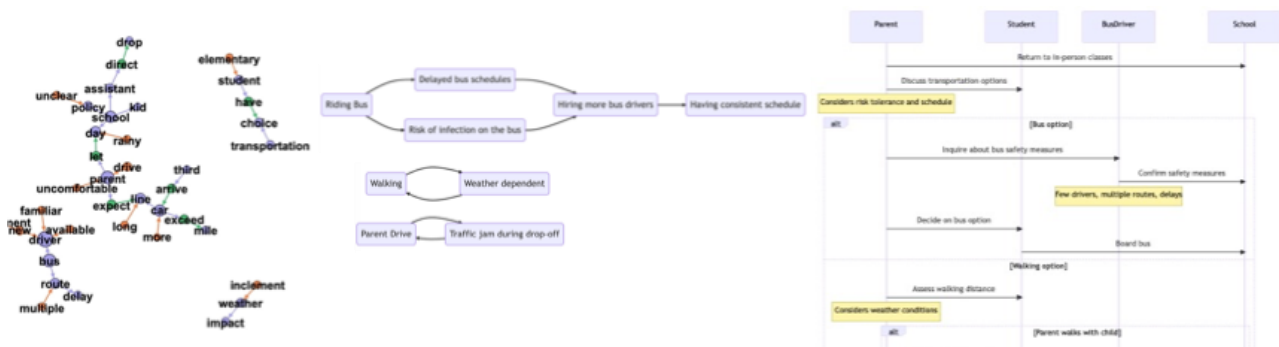 drop
direct
assistant
unclear
policy
kid
school
day
rainy
let
drive
parent
uncomfortable
expect
line
third
arrive
car
exceed
mile
long
more
familiar
nent
new
available
driver
bus
route
delay
multiple
elementary
student
have
choice
transportation
inclement
weather
impact
Riding Bus
Delayed bus schedules
Risk of infection on the bus
Hiring more bus drivers
Having consistent schedule
Walking
Weather dependent
Parent Drive
Traffic jam during drop-off
Parent
Student
BusDriver
School
Return to in-person classes
Discuss transportation options
Considers risk tolerance and schedule
alt
[Bus option]
Inquire about bus safety measures
Confirm safety measures
Few drivers, multiple routes, delays
Decide on bus option
Board bus
[Walking option]
Assess walking distance
Considers weather conditions
alt
[Parent walks with child]